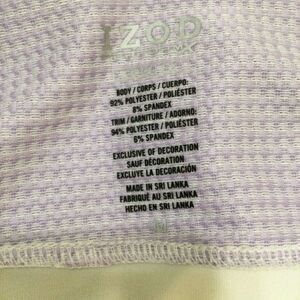 IZOD
BODY / CORPS / CUERPO:
92% POLYESTER / POLIÉSTER
8% SPANDEX
TRIM / GARNITURE / ADORNO:
94% POLYESTER / POLIÉSTER
6% SPANDEX
EXCLUSIVE OF DECORATION
SAUF DÉCORATION
EXCLUYE LA DECORACIÓN
MADE IN SRI LANKA
FABRIQUÉ AU SRI LANKA
HECHO EN SRI LANKA